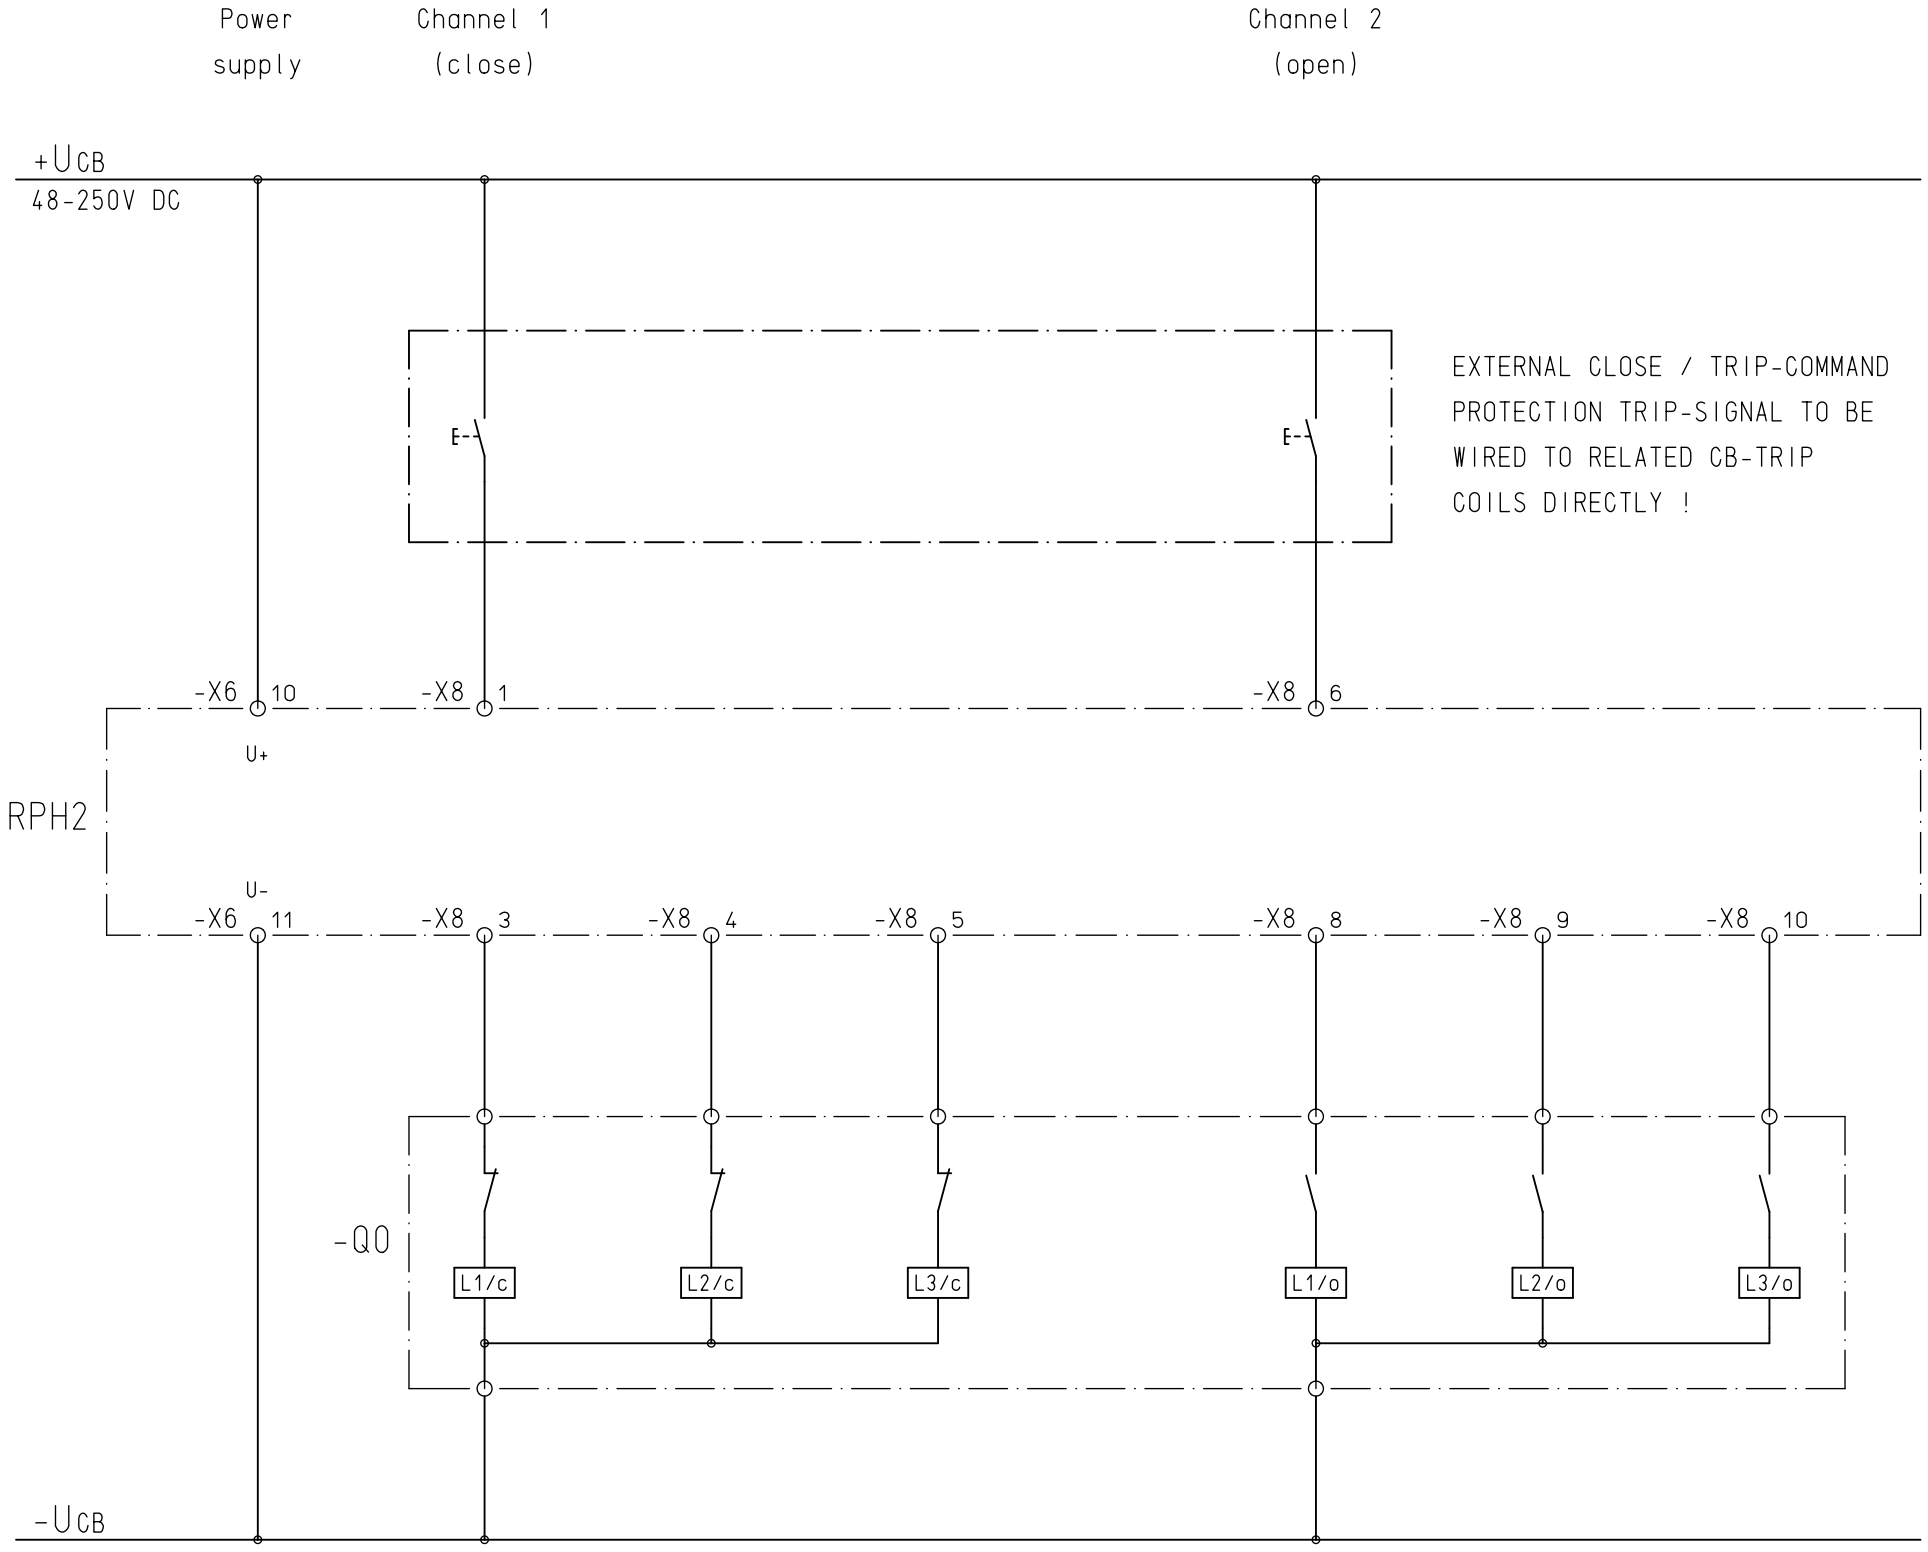 Power
supply
Channel 1
(close)
Channel 2
(open)
+UCB
48-250V DC
EXTERNAL CLOSE / TRIP-COMMAND
PROTECTION TRIP-SIGNAL TO BE
WIRED TO RELATED CB-TRIP
COILS DIRECTLY !
-X6 10
-X8 1
-X8 6
U+
RPH2
U-
-X6 11
-X8 3
-X8 4
-X8 5
-X8 8
-X8 9
-X8 10
-Q0
L1/c
L2/c
L3/c
L1/o
L2/o
L3/o
-UCB